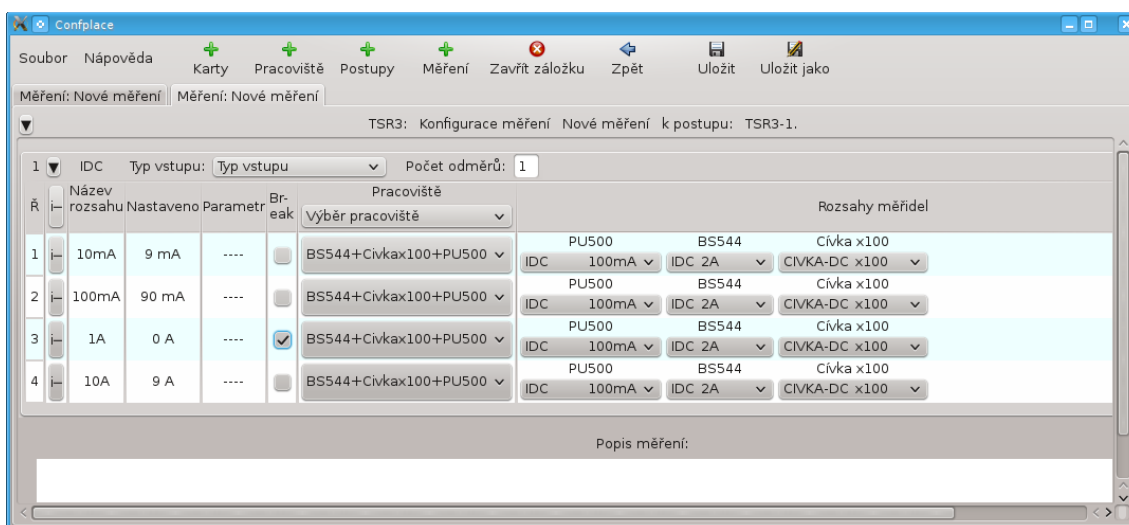 Confplace
Soubor Nápověda Karty Pracoviště Postupy Měření Zavřít záložku Zpět Uložit Uložit jako
Měření: Nové měření Měření: Nové měření
TSR3: Konfigurace měření Nové měření k postupu: TSR3-1.
1 IDC Typ vstupu: Typ vstupu Počet odměrů: 1
Ř i– Název rozsahu Nastaveno Parametr Br-eak Pracoviště Výběr pracoviště Rozsahy měřidel
PU500 BS544 Cívka x100
1 i– 10mA 9 mA ---- BS544+Civkax100+PU500 IDC 100mA IDC 2A CIVKA-DC x100
PU500 BS544 Cívka x100
2 i– 100mA 90 mA ---- BS544+Civkax100+PU500 IDC 100mA IDC 2A CIVKA-DC x100
PU500 BS544 Cívka x100
3 i– 1A 0 A ---- BS544+Civkax100+PU500 IDC 100mA IDC 2A CIVKA-DC x100
PU500 BS544 Cívka x100
4 i– 10A 9 A ---- BS544+Civkax100+PU500 IDC 100mA IDC 2A CIVKA-DC x100
Popis měření: